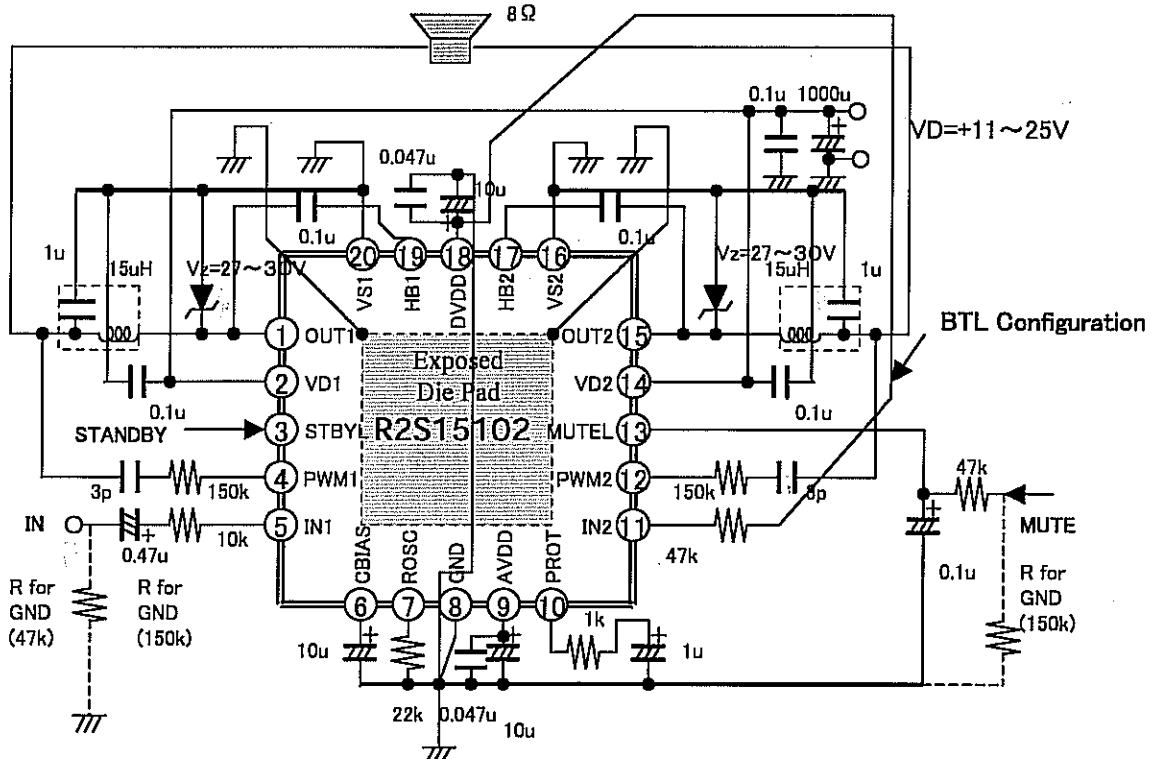 8Ω
0.1u 1000u
VD=+11～25V
0.047u
10u
0.1u
0.1u
1u
15uH
Vz=27～30V
20
19
18
17
16
Vz=27～30V
15uH
1u
VS1
HB1
DVDD
HB2
VS2
1
OUT1
OUT2
15
BTL Configuration
Exposed
Die Pad
2
VD1
VD2
14
0.1u
0.1u
STANDBY
3
STBY
R2S15102
MUTEL
13
4
PWM1
PWM2
12
3p
150k
150k
3p
47k
IN
5
IN1
IN2
11
MUTE
0.47u
10k
47k
CBIAS
ROSC
GND
AVDD
PROT
0.1u
R for
GND
(47k)
R for
GND
(150k)
R for
GND
(150k)
6
7
8
9
10
1k
10u
1u
22k
0.047u
10u